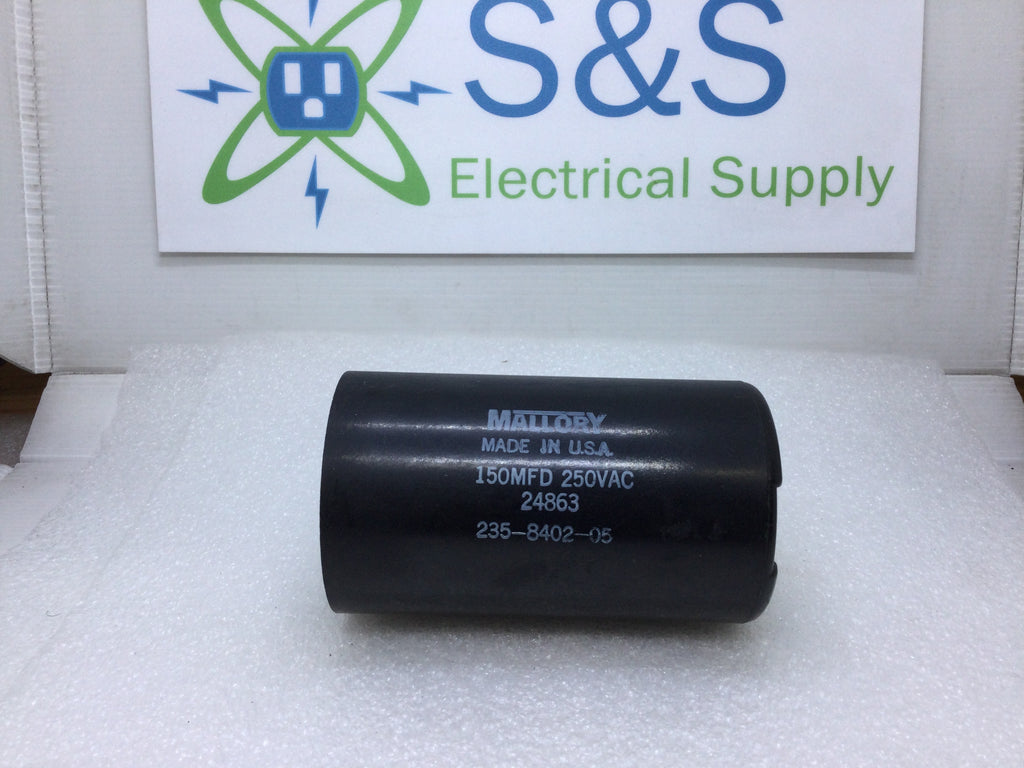 S&S
Electrical Supply
MALLORY
MADE IN U.S.A.
150MFD 250VAC
24863
235-8402-05